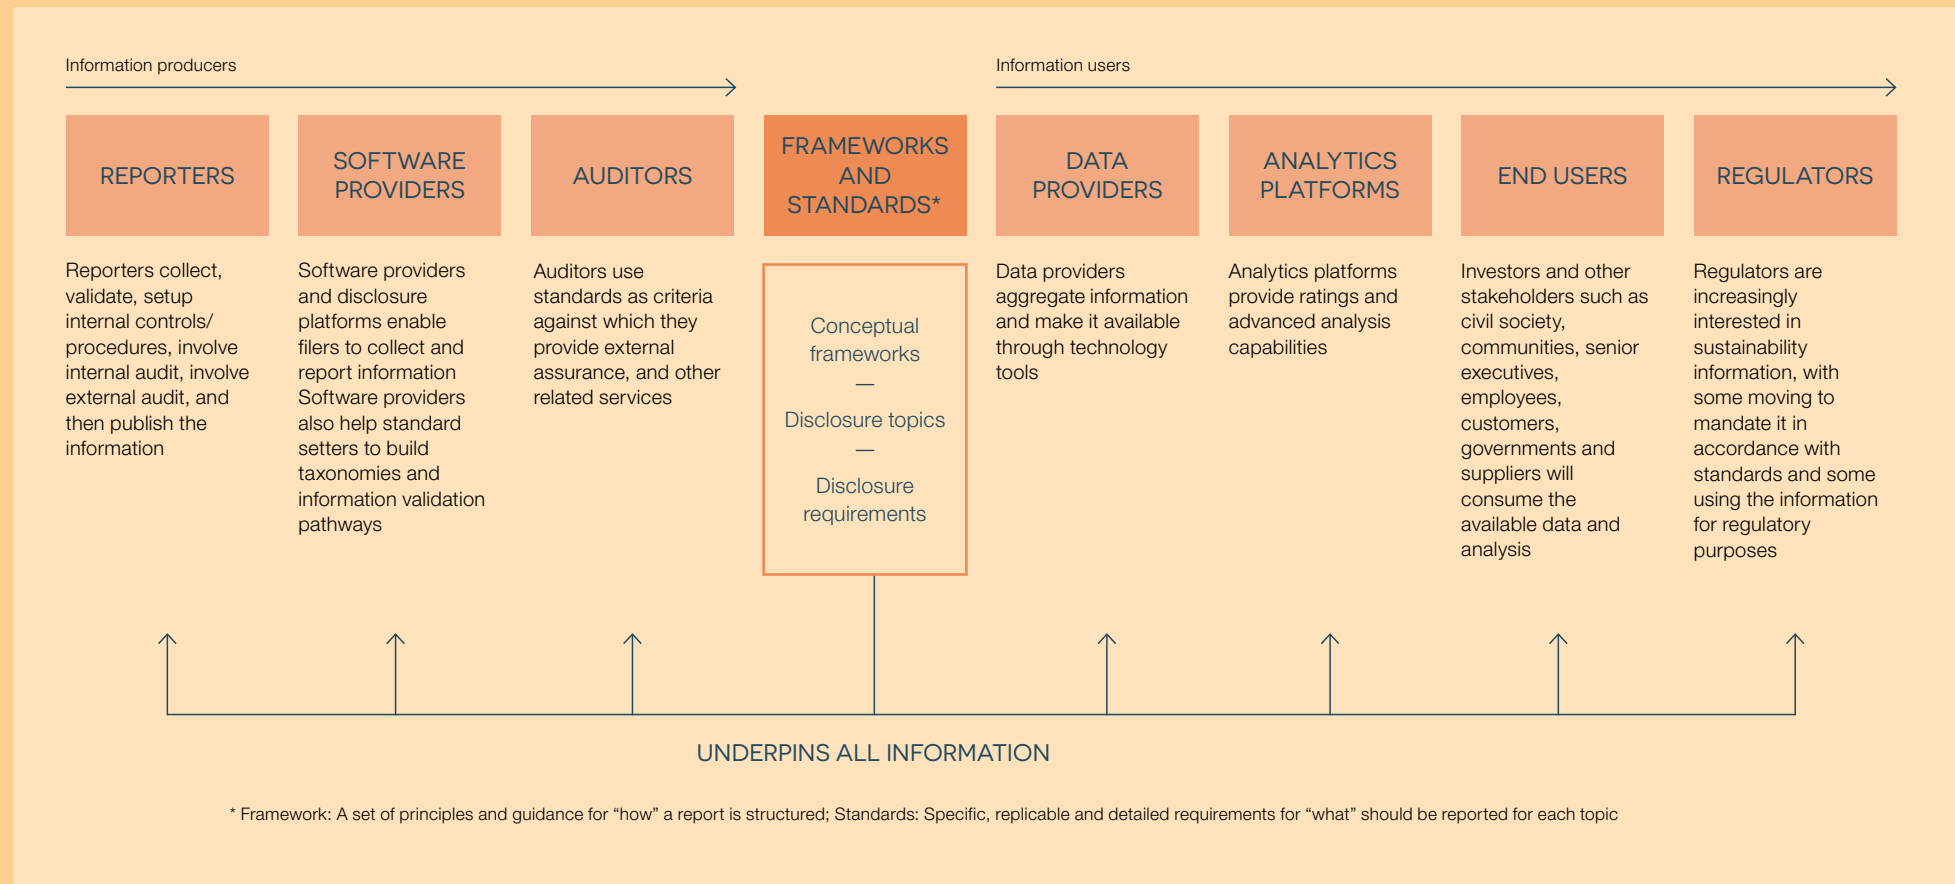 Information producers
Information users
REPORTERS
SOFTWARE
PROVIDERS
AUDITORS
FRAMEWORKS
AND
STANDARDS*
DATA
PROVIDERS
ANALYTICS
PLATFORMS
END USERS
REGULATORS
Reporters collect,
validate, setup
internal controls/
procedures, involve
internal audit, involve
external audit, and
then publish the
information
Software providers
and disclosure
platforms enable
filers to collect and
report information
Software providers
also help standard
setters to build
taxonomies and
information validation
pathways
Auditors use
standards as criteria
against which they
provide external
assurance, and other
related services
Conceptual
frameworks
—
Disclosure topics
—
Disclosure
requirements
Data providers
aggregate information
and make it available
through technology
tools
Analytics platforms
provide ratings and
advanced analysis
capabilities
Investors and other
stakeholders such as
civil society,
communities, senior
executives,
employees,
customers,
governments and
suppliers will
consume the
available data and
analysis
Regulators are
increasingly
interested in
sustainability
information, with
some moving to
mandate it in
accordance with
standards and some
using the information
for regulatory
purposes
UNDERPINS ALL INFORMATION
* Framework: A set of principles and guidance for “how” a report is structured; Standards: Specific, replicable and detailed requirements for “what” should be reported for each topic